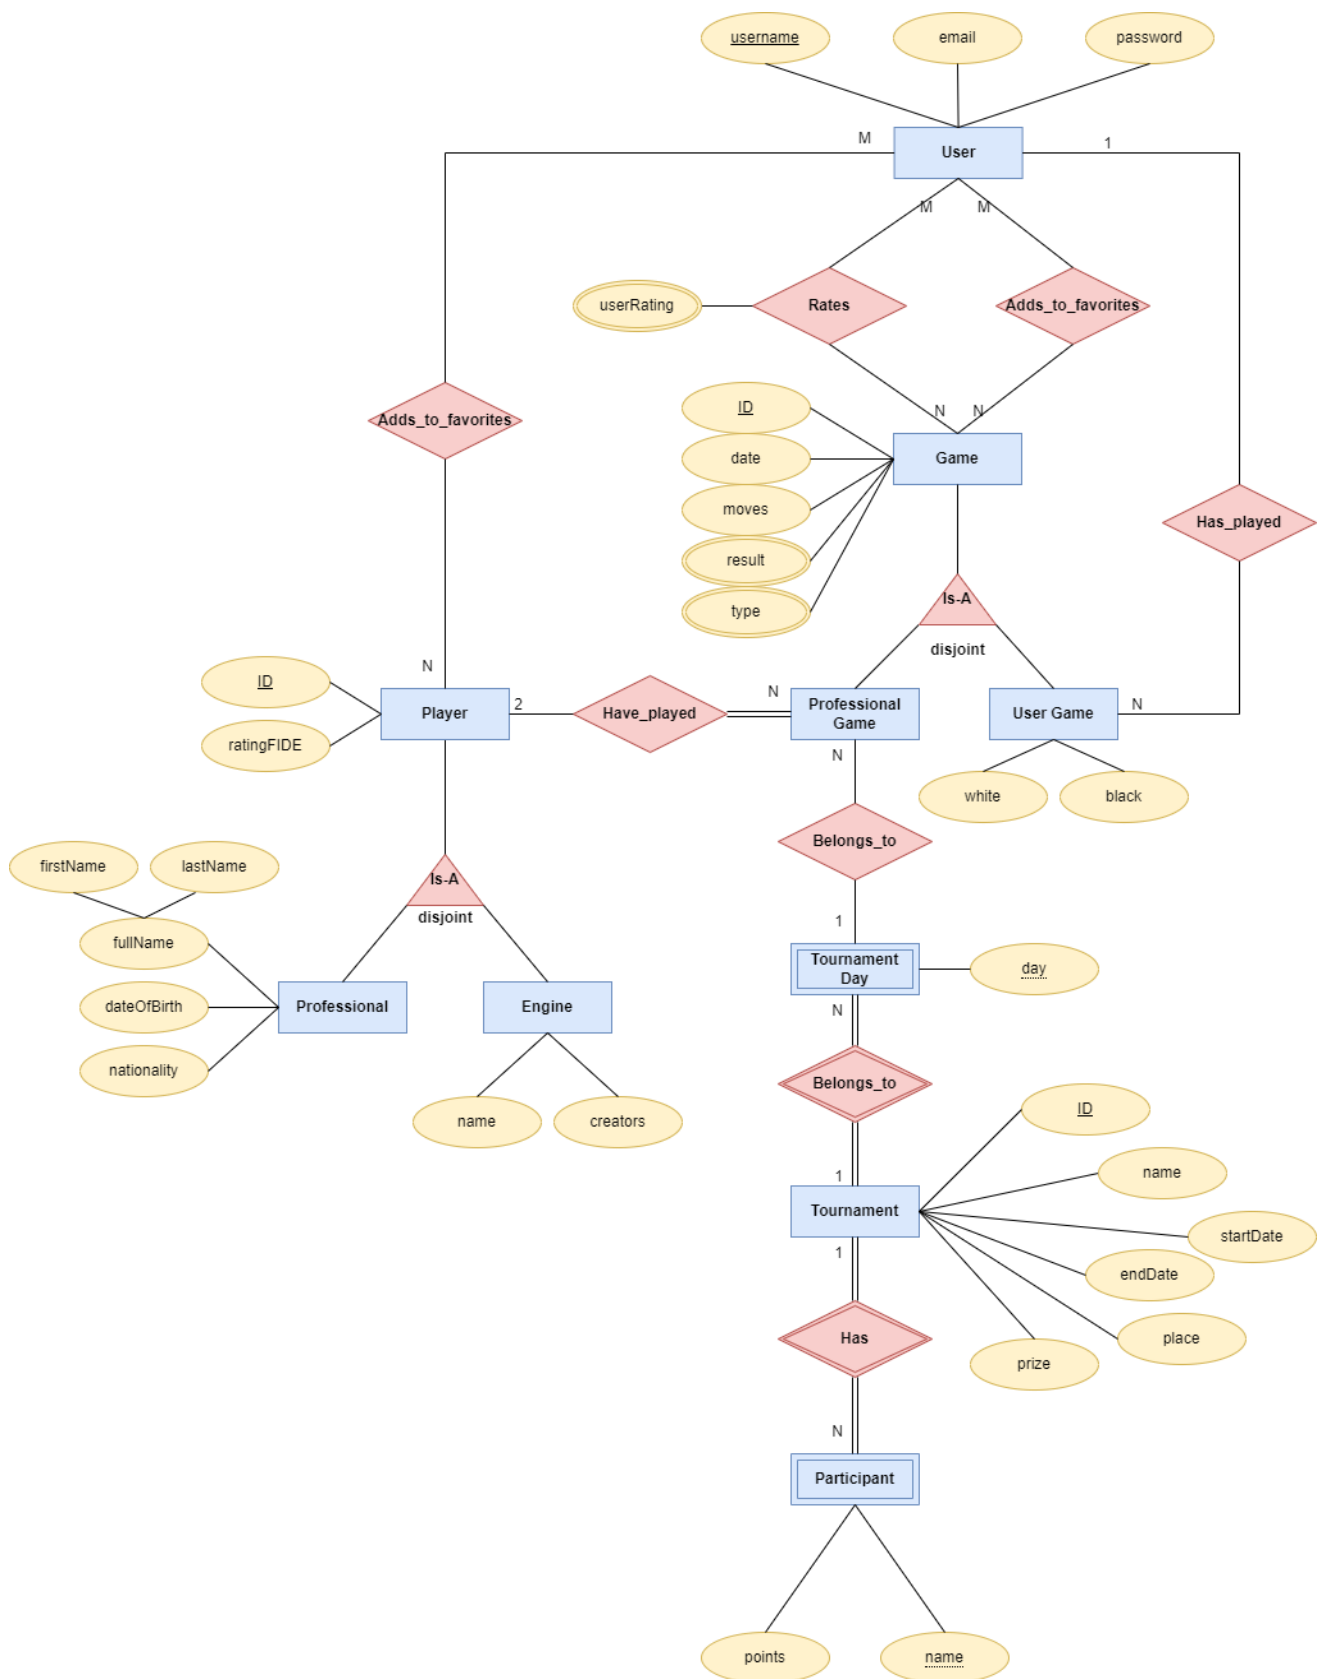 username
email
password
M
User
1
M
M
userRating
Rates
Adds_to_favorites
ID
N
N
Adds_to_favorites
date
Game
moves
Has_played
result
Is-A
type
disjoint
N
ID
2
N
Player
Have_played
Professional
Game
User Game
N
ratingFIDE
N
white
black
Belongs_to
firstName
lastName
Is-A
disjoint
1
fullName
Tournament
Day
day
dateOfBirth
Professional
Engine
N
nationality
Belongs_to
name
creators
ID
1
name
Tournament
startDate
1
endDate
Has
place
prize
N
Participant
points
name